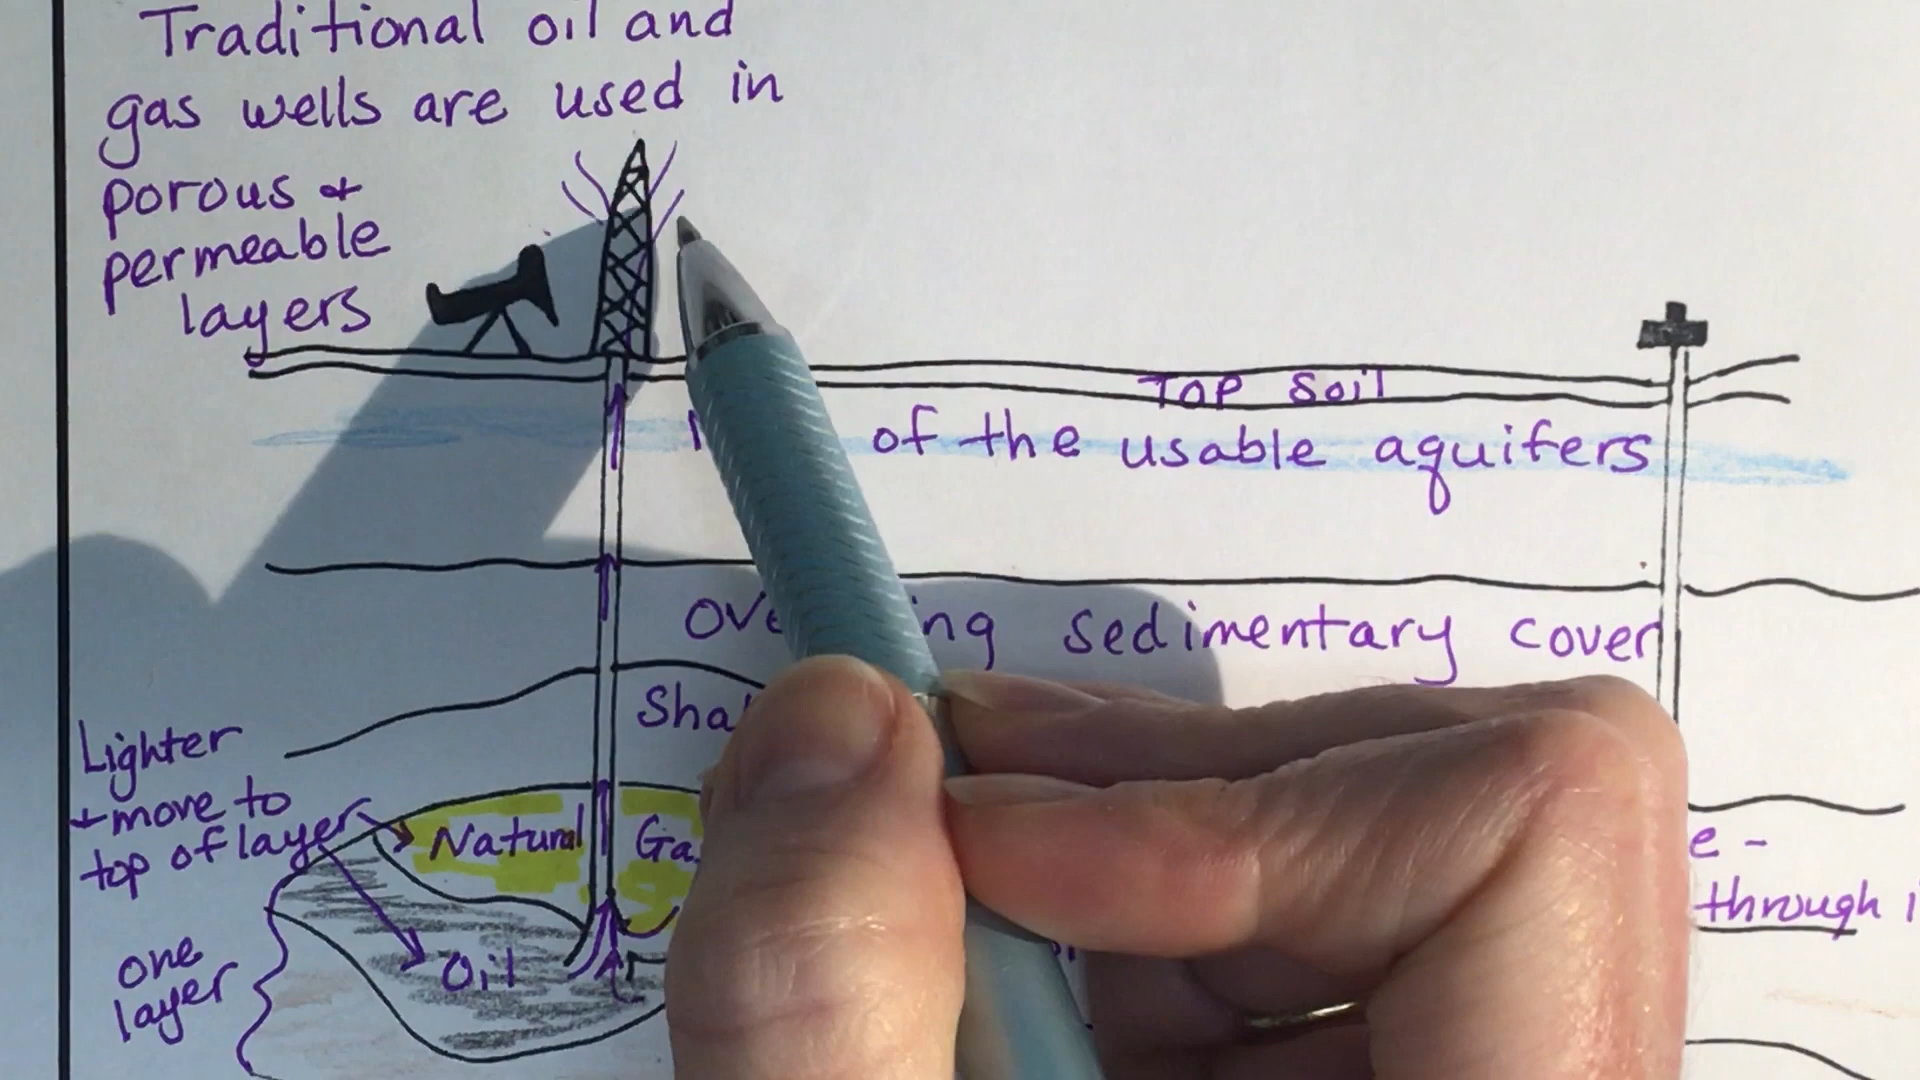 Traditional oil and
gas wells are used in
porous +
permeable
layers
TOP Soil
of the usable aquifers
sedimentary cover
Lighter
+ move to
top of layer
Natural
Oil
one
layer
through